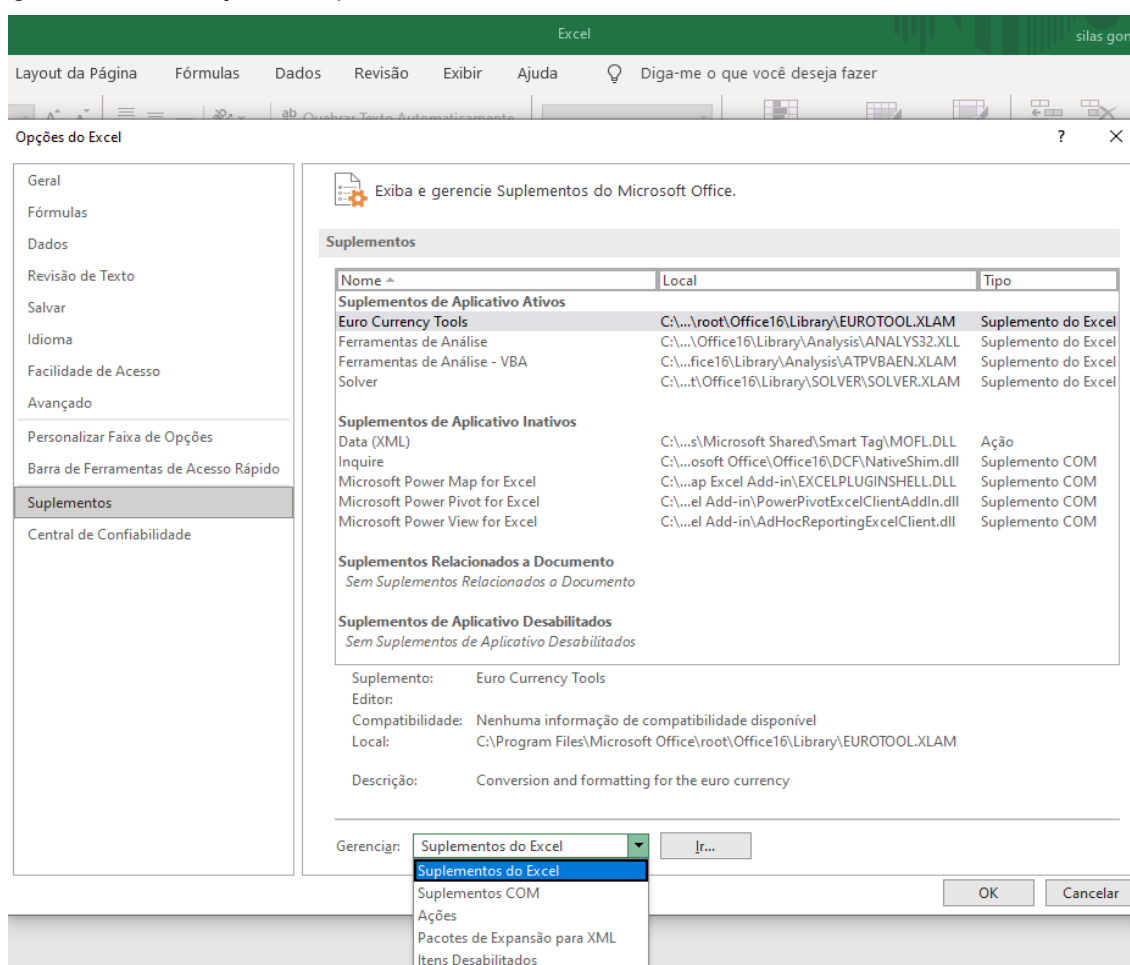 Excel
silas gon
Layout da Página Fórmulas Dados Revisão Exibir Ajuda Diga-me o que você deseja fazer
ab Quebrar Texto Automaticamente
Opções do Excel ? X
Geral
Fórmulas
Dados
Revisão de Texto
Salvar
Idioma
Facilidade de Acesso
Avançado
Personalizar Faixa de Opções
Barra de Ferramentas de Acesso Rápido
Suplementos
Central de Confiabilidade
Exiba e gerencie Suplementos do Microsoft Office.
Suplementos
Nome Local Tipo
Suplementos de Aplicativo Ativos
Euro Currency Tools C:\...\root\Office16\Library\EUROTOOL.XLAM Suplemento do Excel
Ferramentas de Análise C:\...\Office16\Library\Analysis\ANALYS32.XLL Suplemento do Excel
Ferramentas de Análise - VBA C:\...fice16\Library\Analysis\ATPVBAEN.XLAM Suplemento do Excel
Solver C:\...t\Office16\Library\SOLVER\SOLVER.XLAM Suplemento do Excel
Suplementos de Aplicativo Inativos
Data (XML) C:\...s\Microsoft Shared\Smart Tag\MOFL.DLL Ação
Inquire C:\...osoft Office\Office16\DCF\NativeShim.dll Suplemento COM
Microsoft Power Map for Excel C:\...ap Excel Add-in\EXCELPLUGINSHELL.DLL Suplemento COM
Microsoft Power Pivot for Excel C:\...el Add-in\PowerPivotExcelClientAddIn.dll Suplemento COM
Microsoft Power View for Excel C:\...el Add-in\AdHocReportingExcelClient.dll Suplemento COM
Suplementos Relacionados a Documento
Sem Suplementos Relacionados a Documento
Suplementos de Aplicativo Desabilitados
Sem Suplementos de Aplicativo Desabilitados
Suplemento: Euro Currency Tools
Editor:
Compatibilidade: Nenhuma informação de compatibilidade disponível
Local: C:\Program Files\Microsoft Office\root\Office16\Library\EUROTOOL.XLAM
Descrição: Conversion and formatting for the euro currency
Gerenciar: Suplementos do Excel Ir...
Suplementos do Excel
Suplementos COM
Ações
Pacotes de Expansão para XML
Itens Desabilitados
OK Cancelar